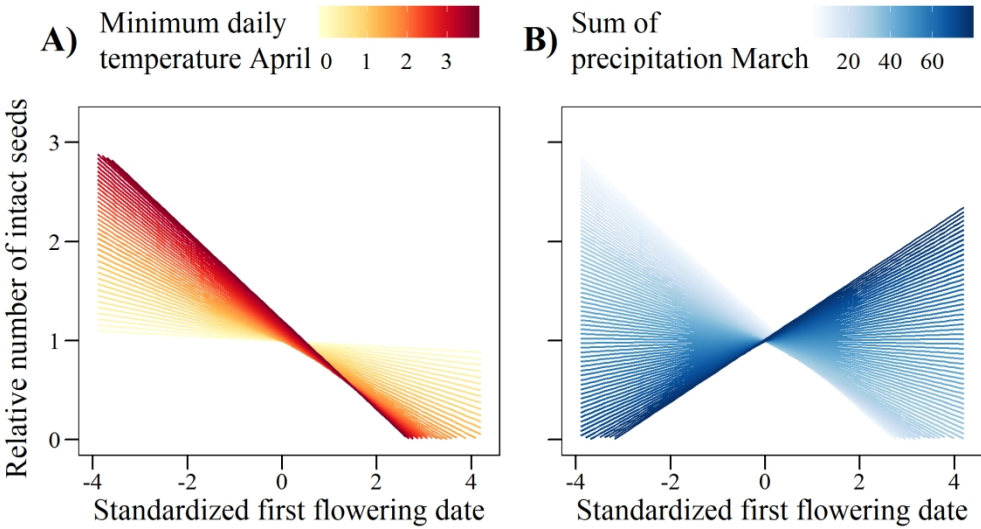 A)
Minimum daily
temperature April
0 1 2 3
B)
Sum of
precipitation March
20 40 60
Relative number of intact seeds
3
2
1
0
-4 -2 0 2 4
Standardized first flowering date
-4 -2 0 2 4
Standardized first flowering date